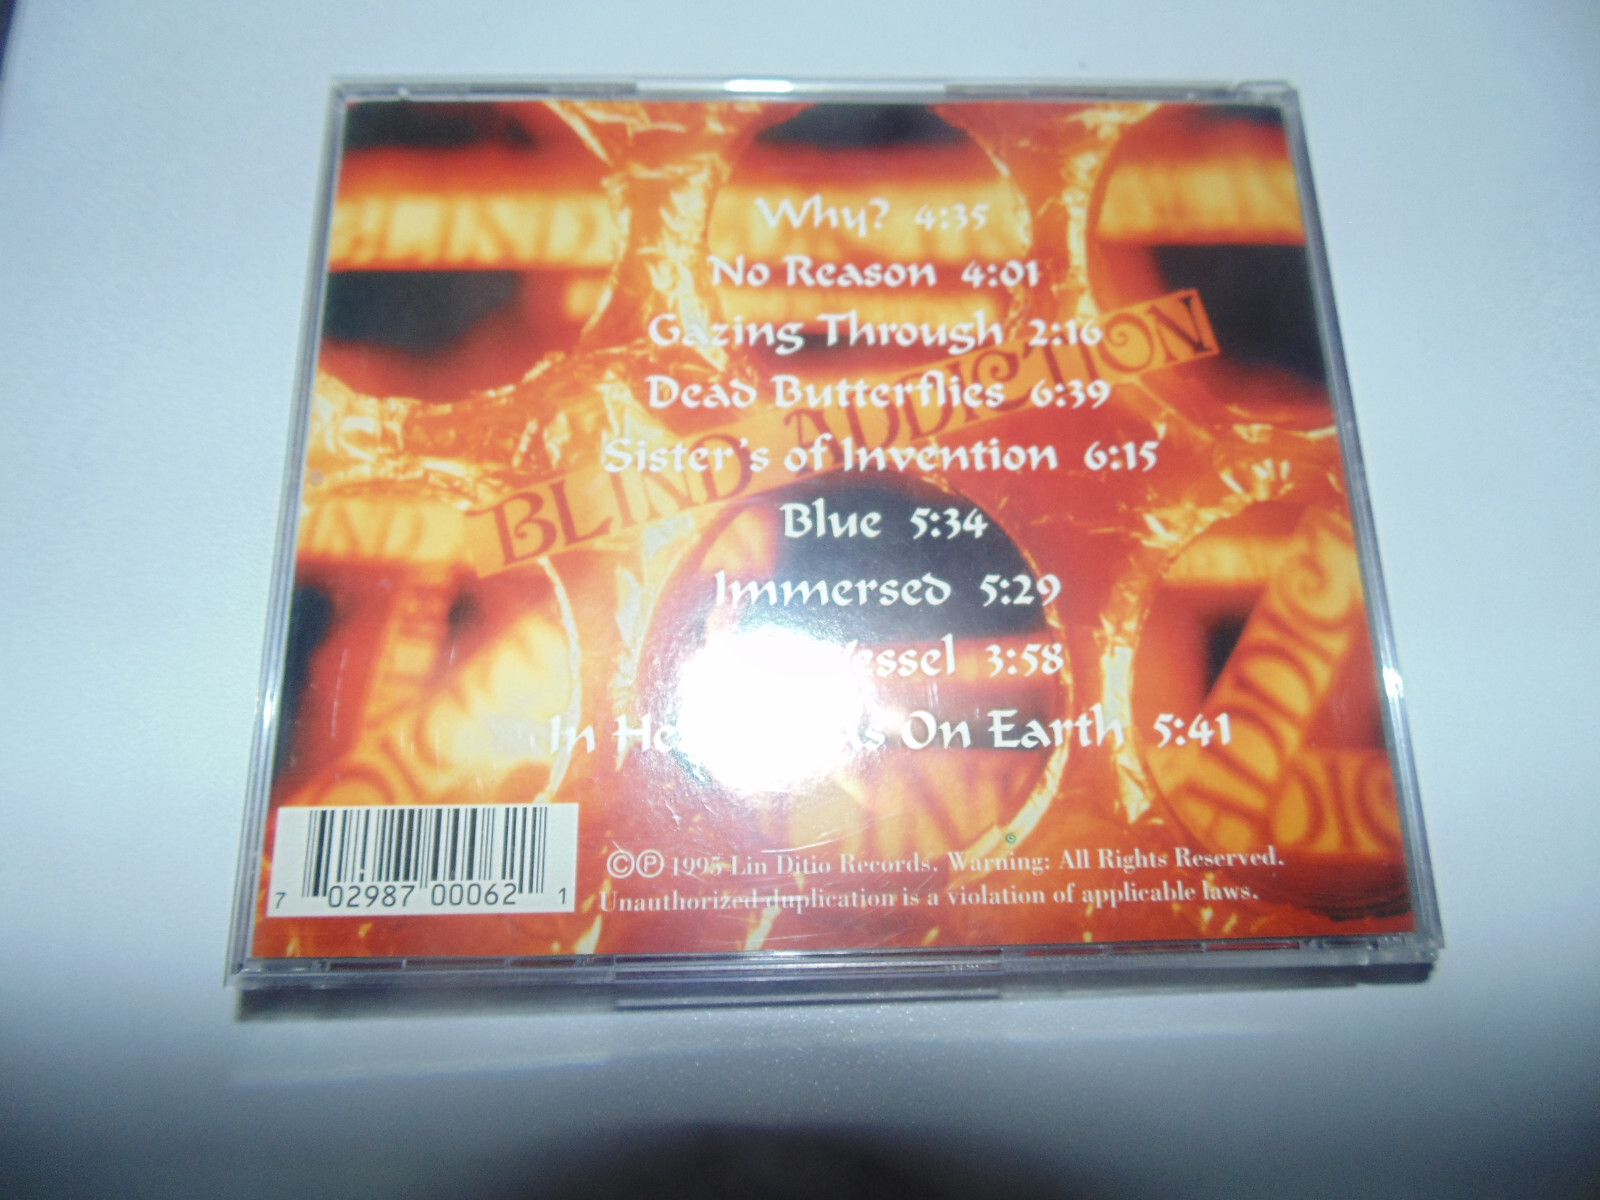 Why? 4:35
No Reason 4:01
Gazing Through 2:16
Dead Butterflies 6:39
BLIND ADDICTION
Sister's of Invention 6:15
Blue 5:34
Immersed 5:29
3:58
In As On Earth 5:41
7 02987 00062 1
©℗ 1995 Lin Ditio Records. Warning: All Rights Reserved.
Unauthorized duplication is a violation of applicable laws.